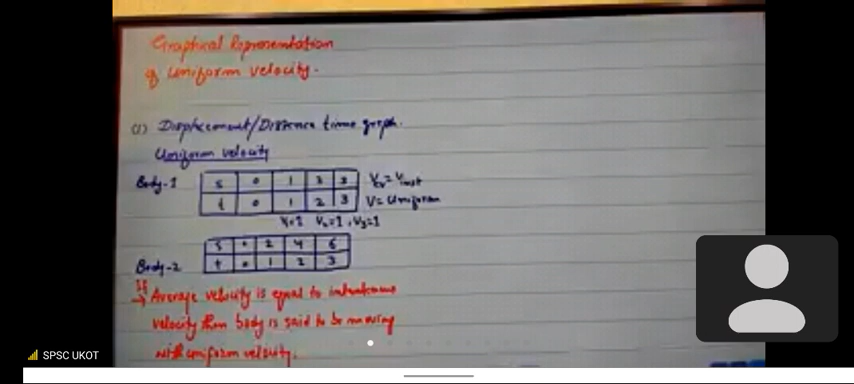 Graphical Representation
of Uniform velocity.
(1) Displacement/Distance time graph.
Uniform velocity
Body-1
S 0 1 2 3
t 0 1 2 3
Vav = Vinst
V = Uniform
V1=1 V2=1, V3=1
Body-2
S 0 2 4 6
t 0 1 2 3
If
→ Average velocity is equal to instantaneous
velocity then body is said to be moving
with uniform velocity.
SPSC UKOT